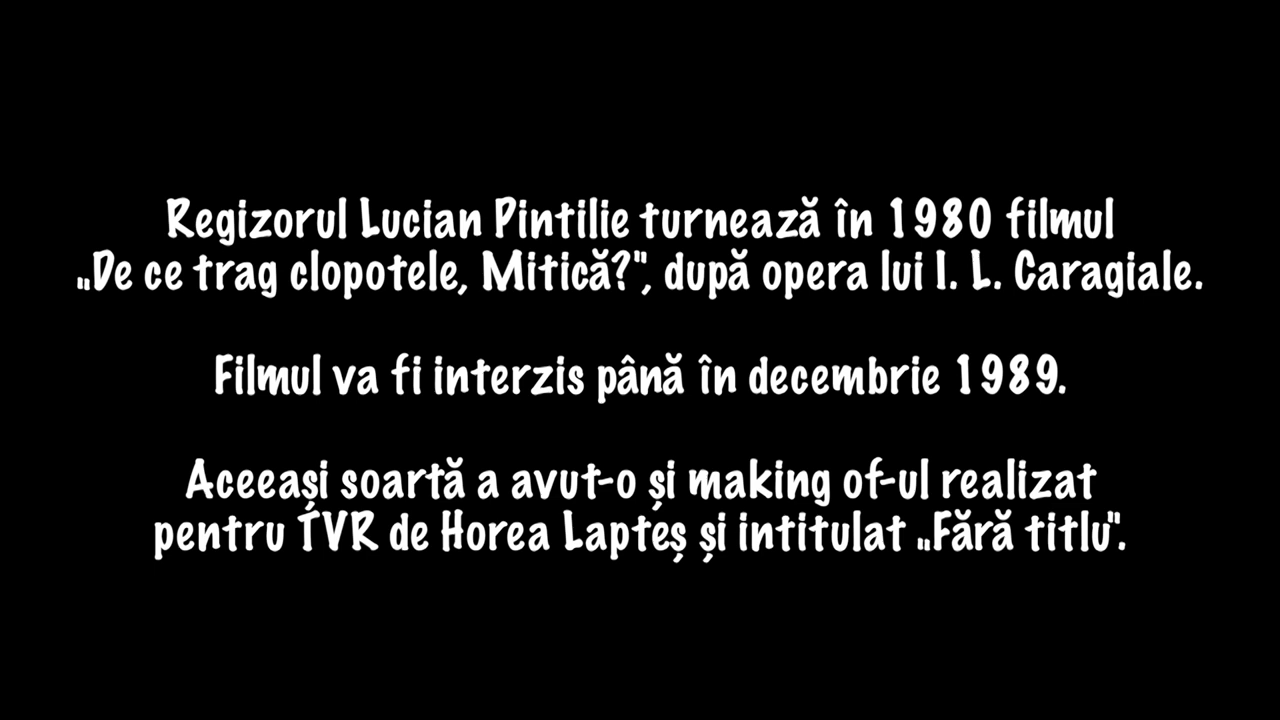 Regizorul Lucian Pintilie turnează în 1980 filmul
„De ce trag clopotele, Mitică?", după opera lui I. L. Caragiale.
Filmul va fi interzis până în decembrie 1989.
Aceeași soartă a avut-o și making of-ul realizat
pentru TVR de Horea Lapteș și intitulat „Fără titlu".